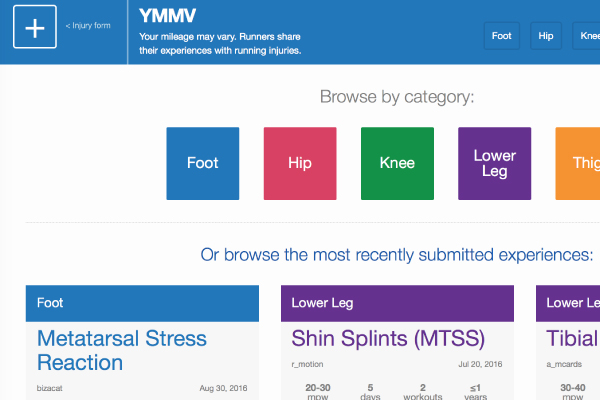 YMMV
< Injury form
Your mileage may vary. Runners share
their experiences with running injuries.
Foot
Hip
Knee
Browse by category:
Foot
Hip
Knee
Lower
Leg
Or browse the most recently submitted experiences:
Foot
Metatarsal Stress
Reaction
bizacat
Aug 30, 2016
Lower Leg
Shin Splints (MTSS)
r_motion
Jul 20, 2016
20-30
mpw
5
days
2
workouts
≤1
years
Lower Le
Tibial
a_mcards
30-40
mpw